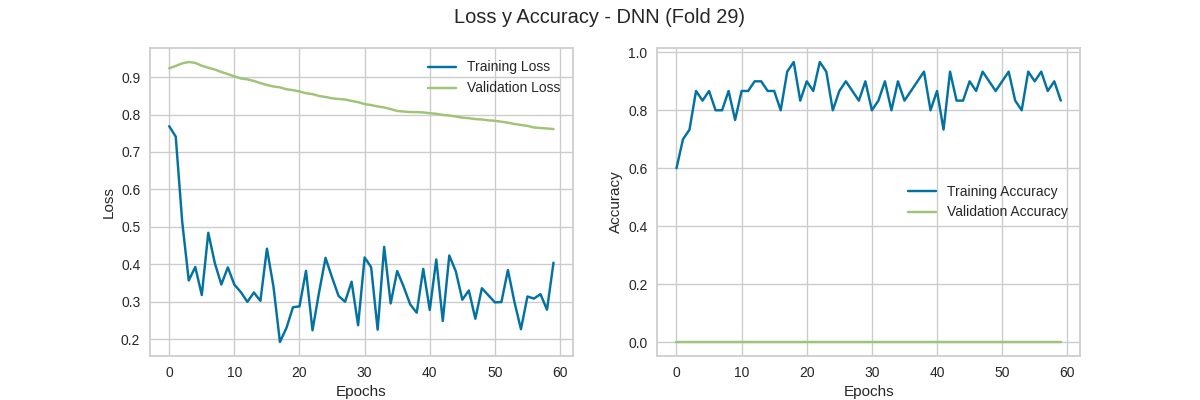 Loss y Accuracy - DNN (Fold 29)
Training Loss
Validation Loss
0.9
0.8
0.7
0.6
0.5
0.4
0.3
0.2
Loss
0 10 20 30 40 50 60
Epochs
1.0
0.8
0.6
0.4
0.2
0.0
Accuracy
Training Accuracy
Validation Accuracy
0 10 20 30 40 50 60
Epochs